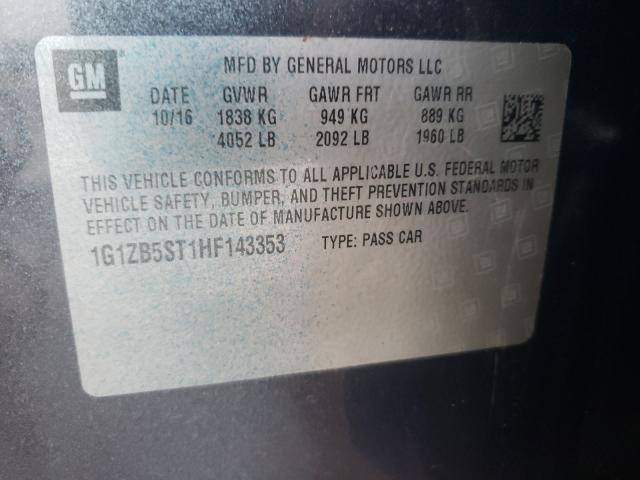 GM
MFD BY GENERAL MOTORS LLC
DATE GVWR GAWR FRT GAWR RR
10/16 1838 KG 949 KG 889 KG
4052 LB 2092 LB 1960 LB
THIS VEHICLE CONFORMS TO ALL APPLICABLE U.S. FEDERAL MOTOR
VEHICLE SAFETY, BUMPER, AND THEFT PREVENTION STANDARDS IN
EFFECT ON THE DATE OF MANUFACTURE SHOWN ABOVE.
1G1ZB5ST1HF143353 TYPE: PASS CAR